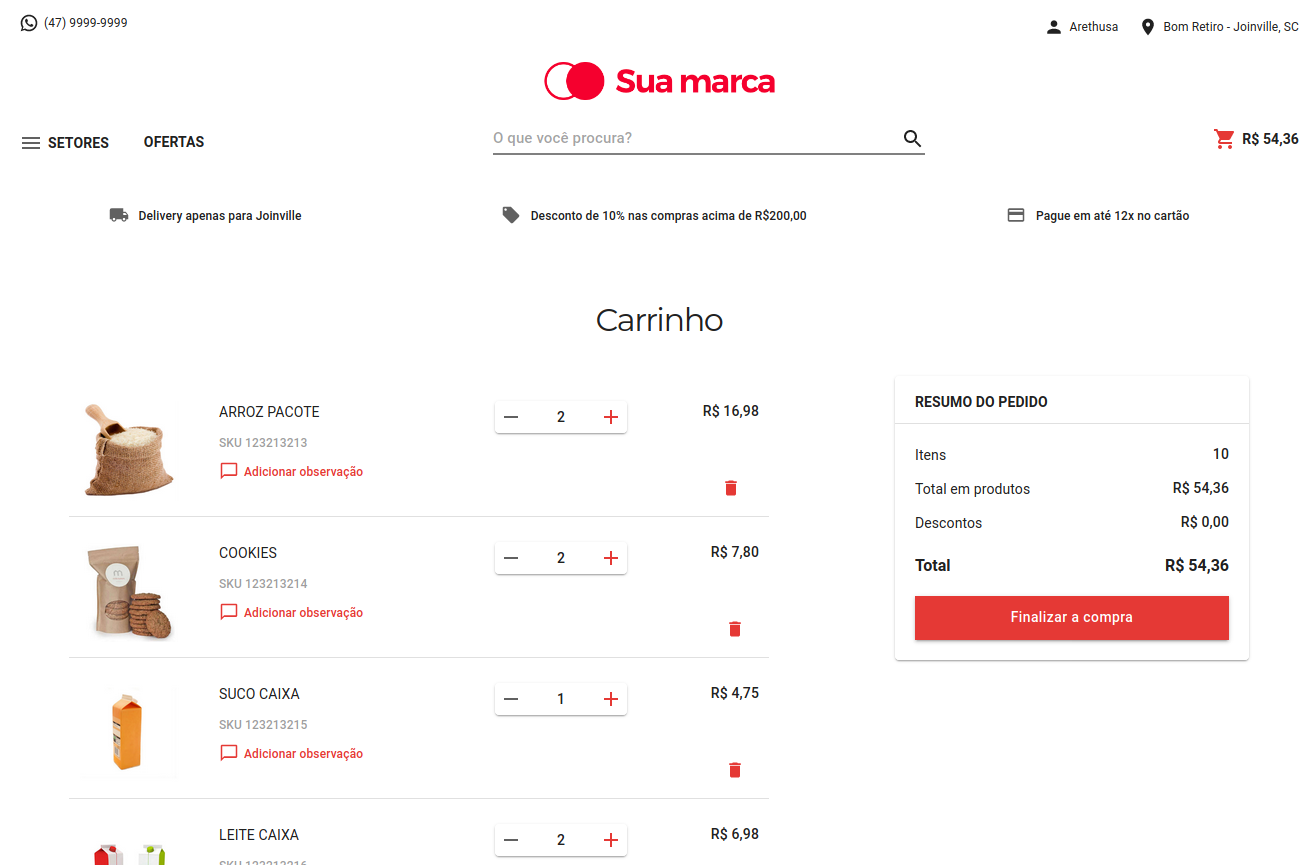 (47) 9999-9999
Arethusa
Bom Retiro - Joinville, SC
Sua marca
SETORES
OFERTAS
O que você procura?
R$ 54,36
Delivery apenas para Joinville
Desconto de 10% nas compras acima de R$200,00
Pague em até 12x no cartão
Carrinho
ARROZ PACOTE
2
R$ 16,98
SKU 123213213
Adicionar observação
COOKIES
2
R$ 7,80
SKU 123213214
Adicionar observação
SUCO CAIXA
1
R$ 4,75
SKU 123213215
Adicionar observação
LEITE CAIXA
2
R$ 6,98
SKU 123213216
RESUMO DO PEDIDO
Itens 10
Total em produtos R$ 54,36
Descontos R$ 0,00
Total R$ 54,36
Finalizar a compra